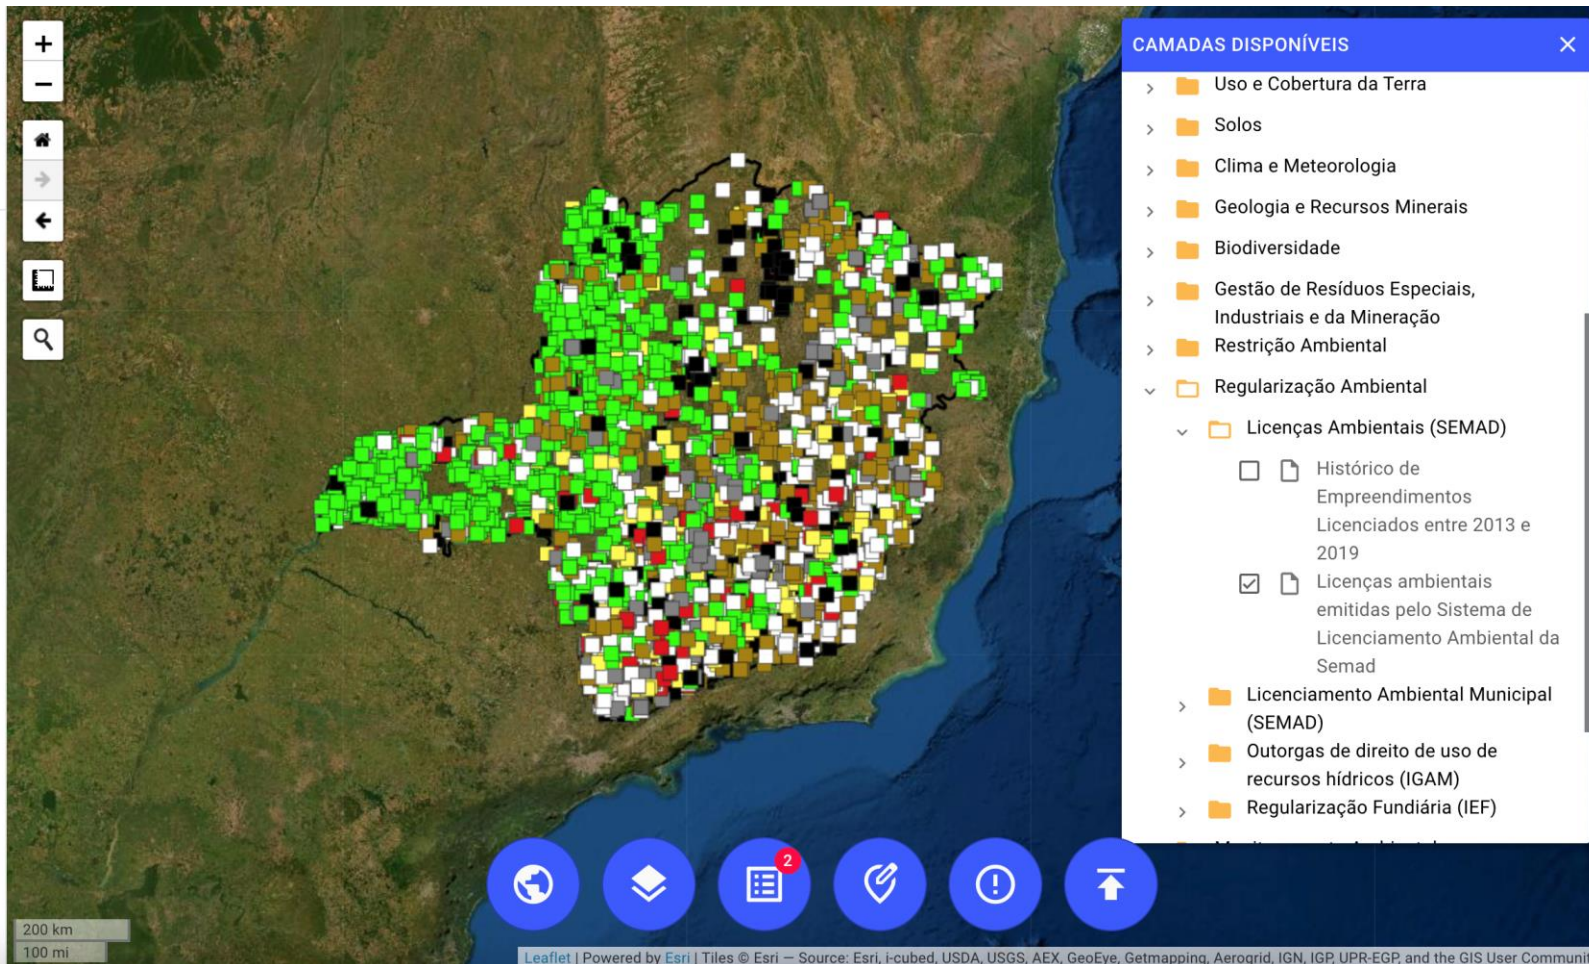 +
−
CAMADAS DISPONÍVEIS
Uso e Cobertura da Terra
Solos
Clima e Meteorologia
Geologia e Recursos Minerais
Biodiversidade
Gestão de Resíduos Especiais,
Industriais e da Mineração
Restrição Ambiental
Regularização Ambiental
Licenças Ambientais (SEMAD)
Histórico de
Empreendimentos
Licenciados entre 2013 e
2019
Licenças ambientais
emitidas pelo Sistema de
Licenciamento Ambiental da
Semad
Licenciamento Ambiental Municipal
(SEMAD)
Outorgas de direito de uso de
recursos hídricos (IGAM)
Regularização Fundiária (IEF)
2
200 km
100 mi
Leaflet | Powered by Esri | Tiles © Esri — Source: Esri, i-cubed, USDA, USGS, AEX, GeoEye, Getmapping, Aerogrid, IGN, IGP, UPR-EGP, and the GIS User